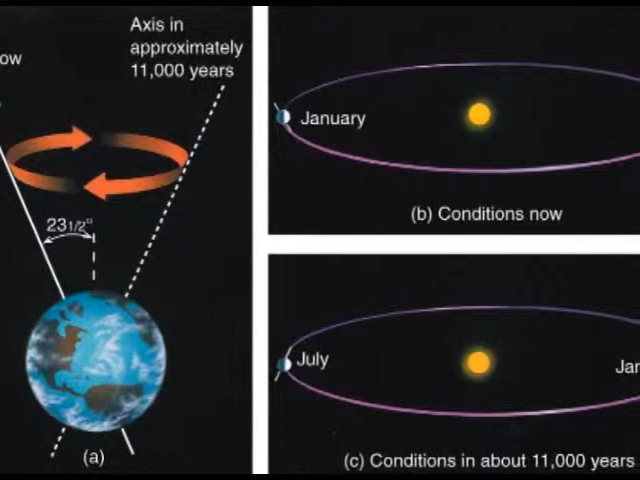 ow
Axis in
approximately
11,000 years
23 1/2°
(a)
January
(b) Conditions now
July
Jan
(c) Conditions in about 11,000 years